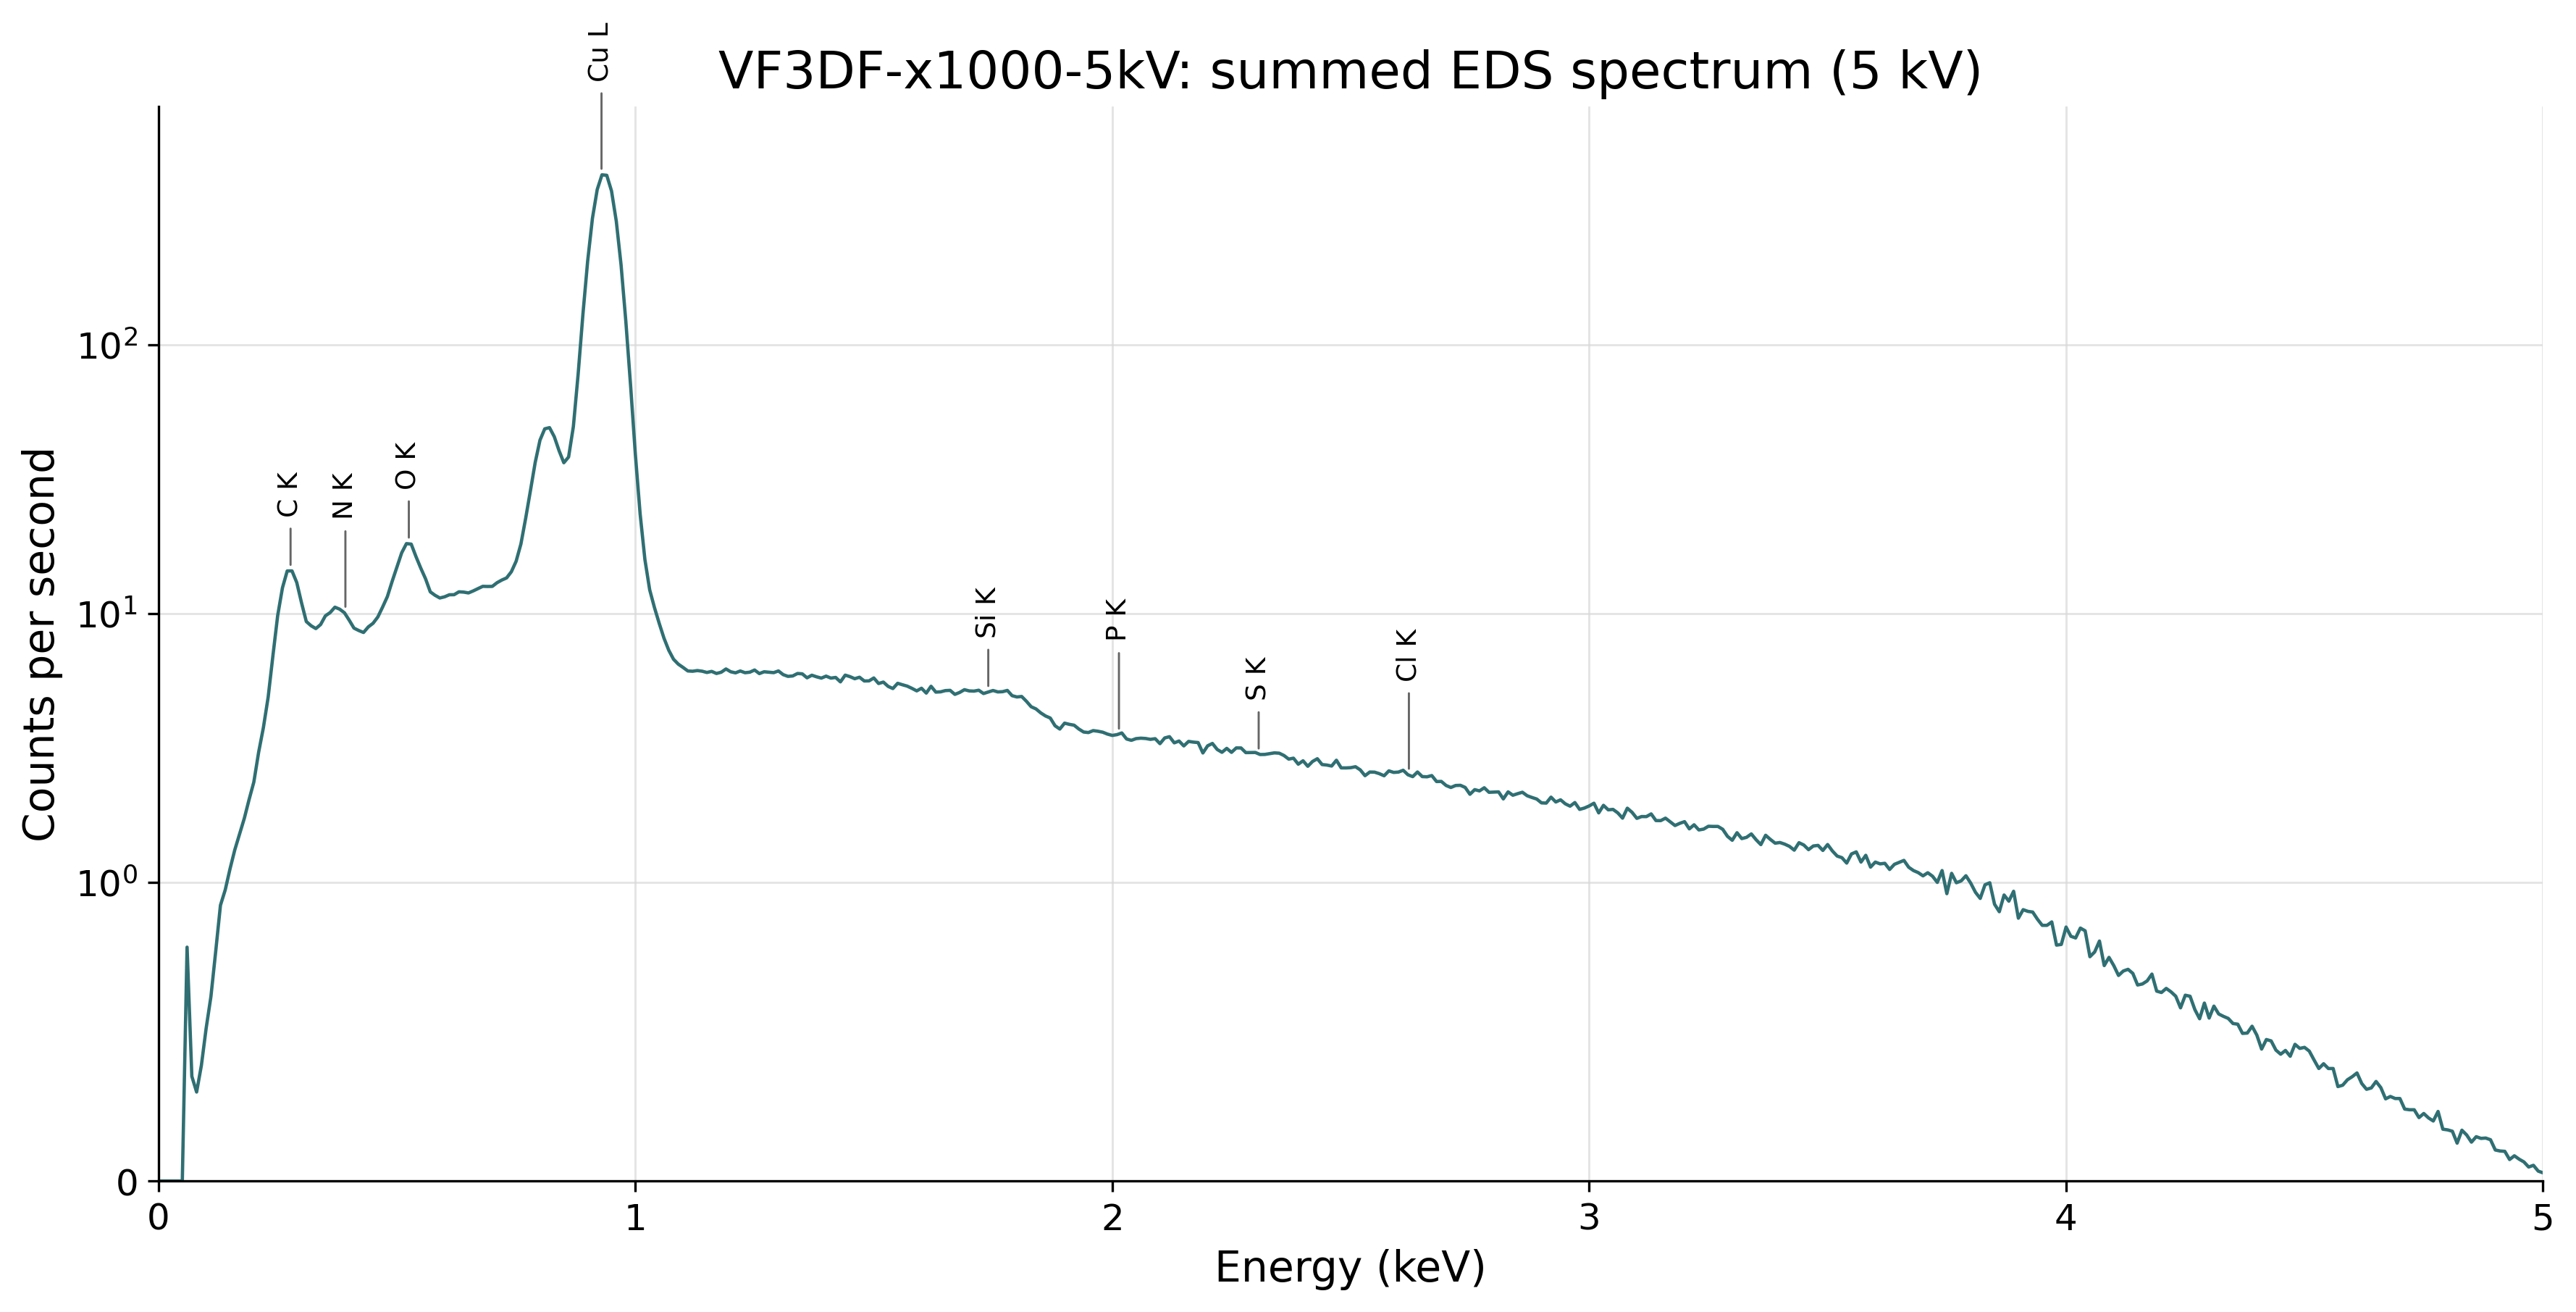 VF3DF-x1000-5kV: summed EDS spectrum (5 kV)
Cu L
C K
N K
O K
Si K
P K
S K
Cl K
Counts per second
10²
10¹
10⁰
0
0 1 2 3 4 5
Energy (keV)